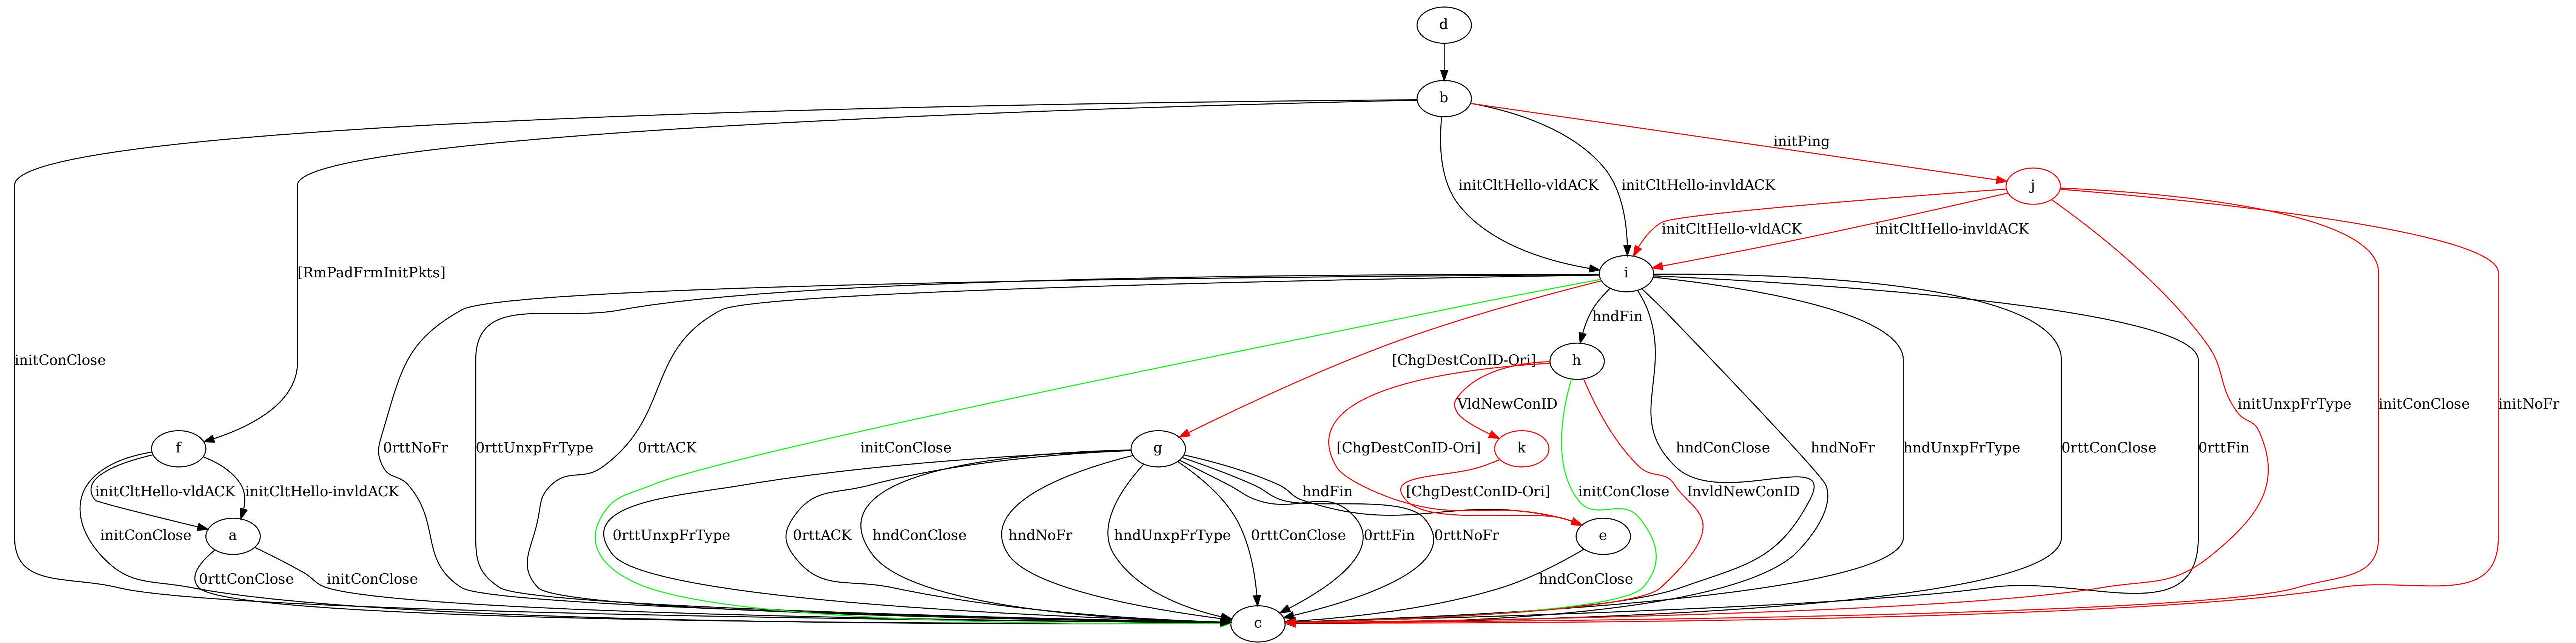 d
b
initPing
initCltHello-vldACK
initCltHello-invldACK
j
initCltHello-vldACK
initCltHello-invldACK
[RmPadFrmInitPkts]
i
hndFin
initConClose
[ChgDestConID-Ori]
h
VldNewConID
initUnxpFrType
initConClose
initNoFr
f
0rttNoFr
0rttUnxpFrType
0rttACK
initConClose
g
[ChgDestConID-Ori]
k
hndConClose
hndNoFr
hndUnxpFrType
0rttConClose
0rttFin
initCltHello-vldACK
initCltHello-invldACK
hndFin
[ChgDestConID-Ori]
initConClose
InvldNewConID
initConClose
a
0rttUnxpFrType
0rttACK
hndConClose
hndNoFr
hndUnxpFrType
0rttConClose
0rttFin
0rttNoFr
e
0rttConClose
initConClose
hndConClose
c